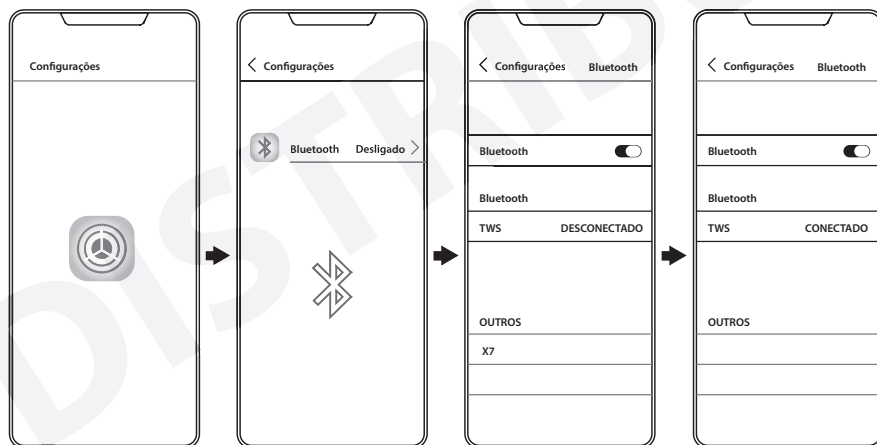 Configurações
Configurações
Bluetooth Desligado
Configurações Bluetooth
Bluetooth
Bluetooth
TWS DESCONECTADO
OUTROS
X7
Configurações Bluetooth
Bluetooth
Bluetooth
TWS CONECTADO
OUTROS